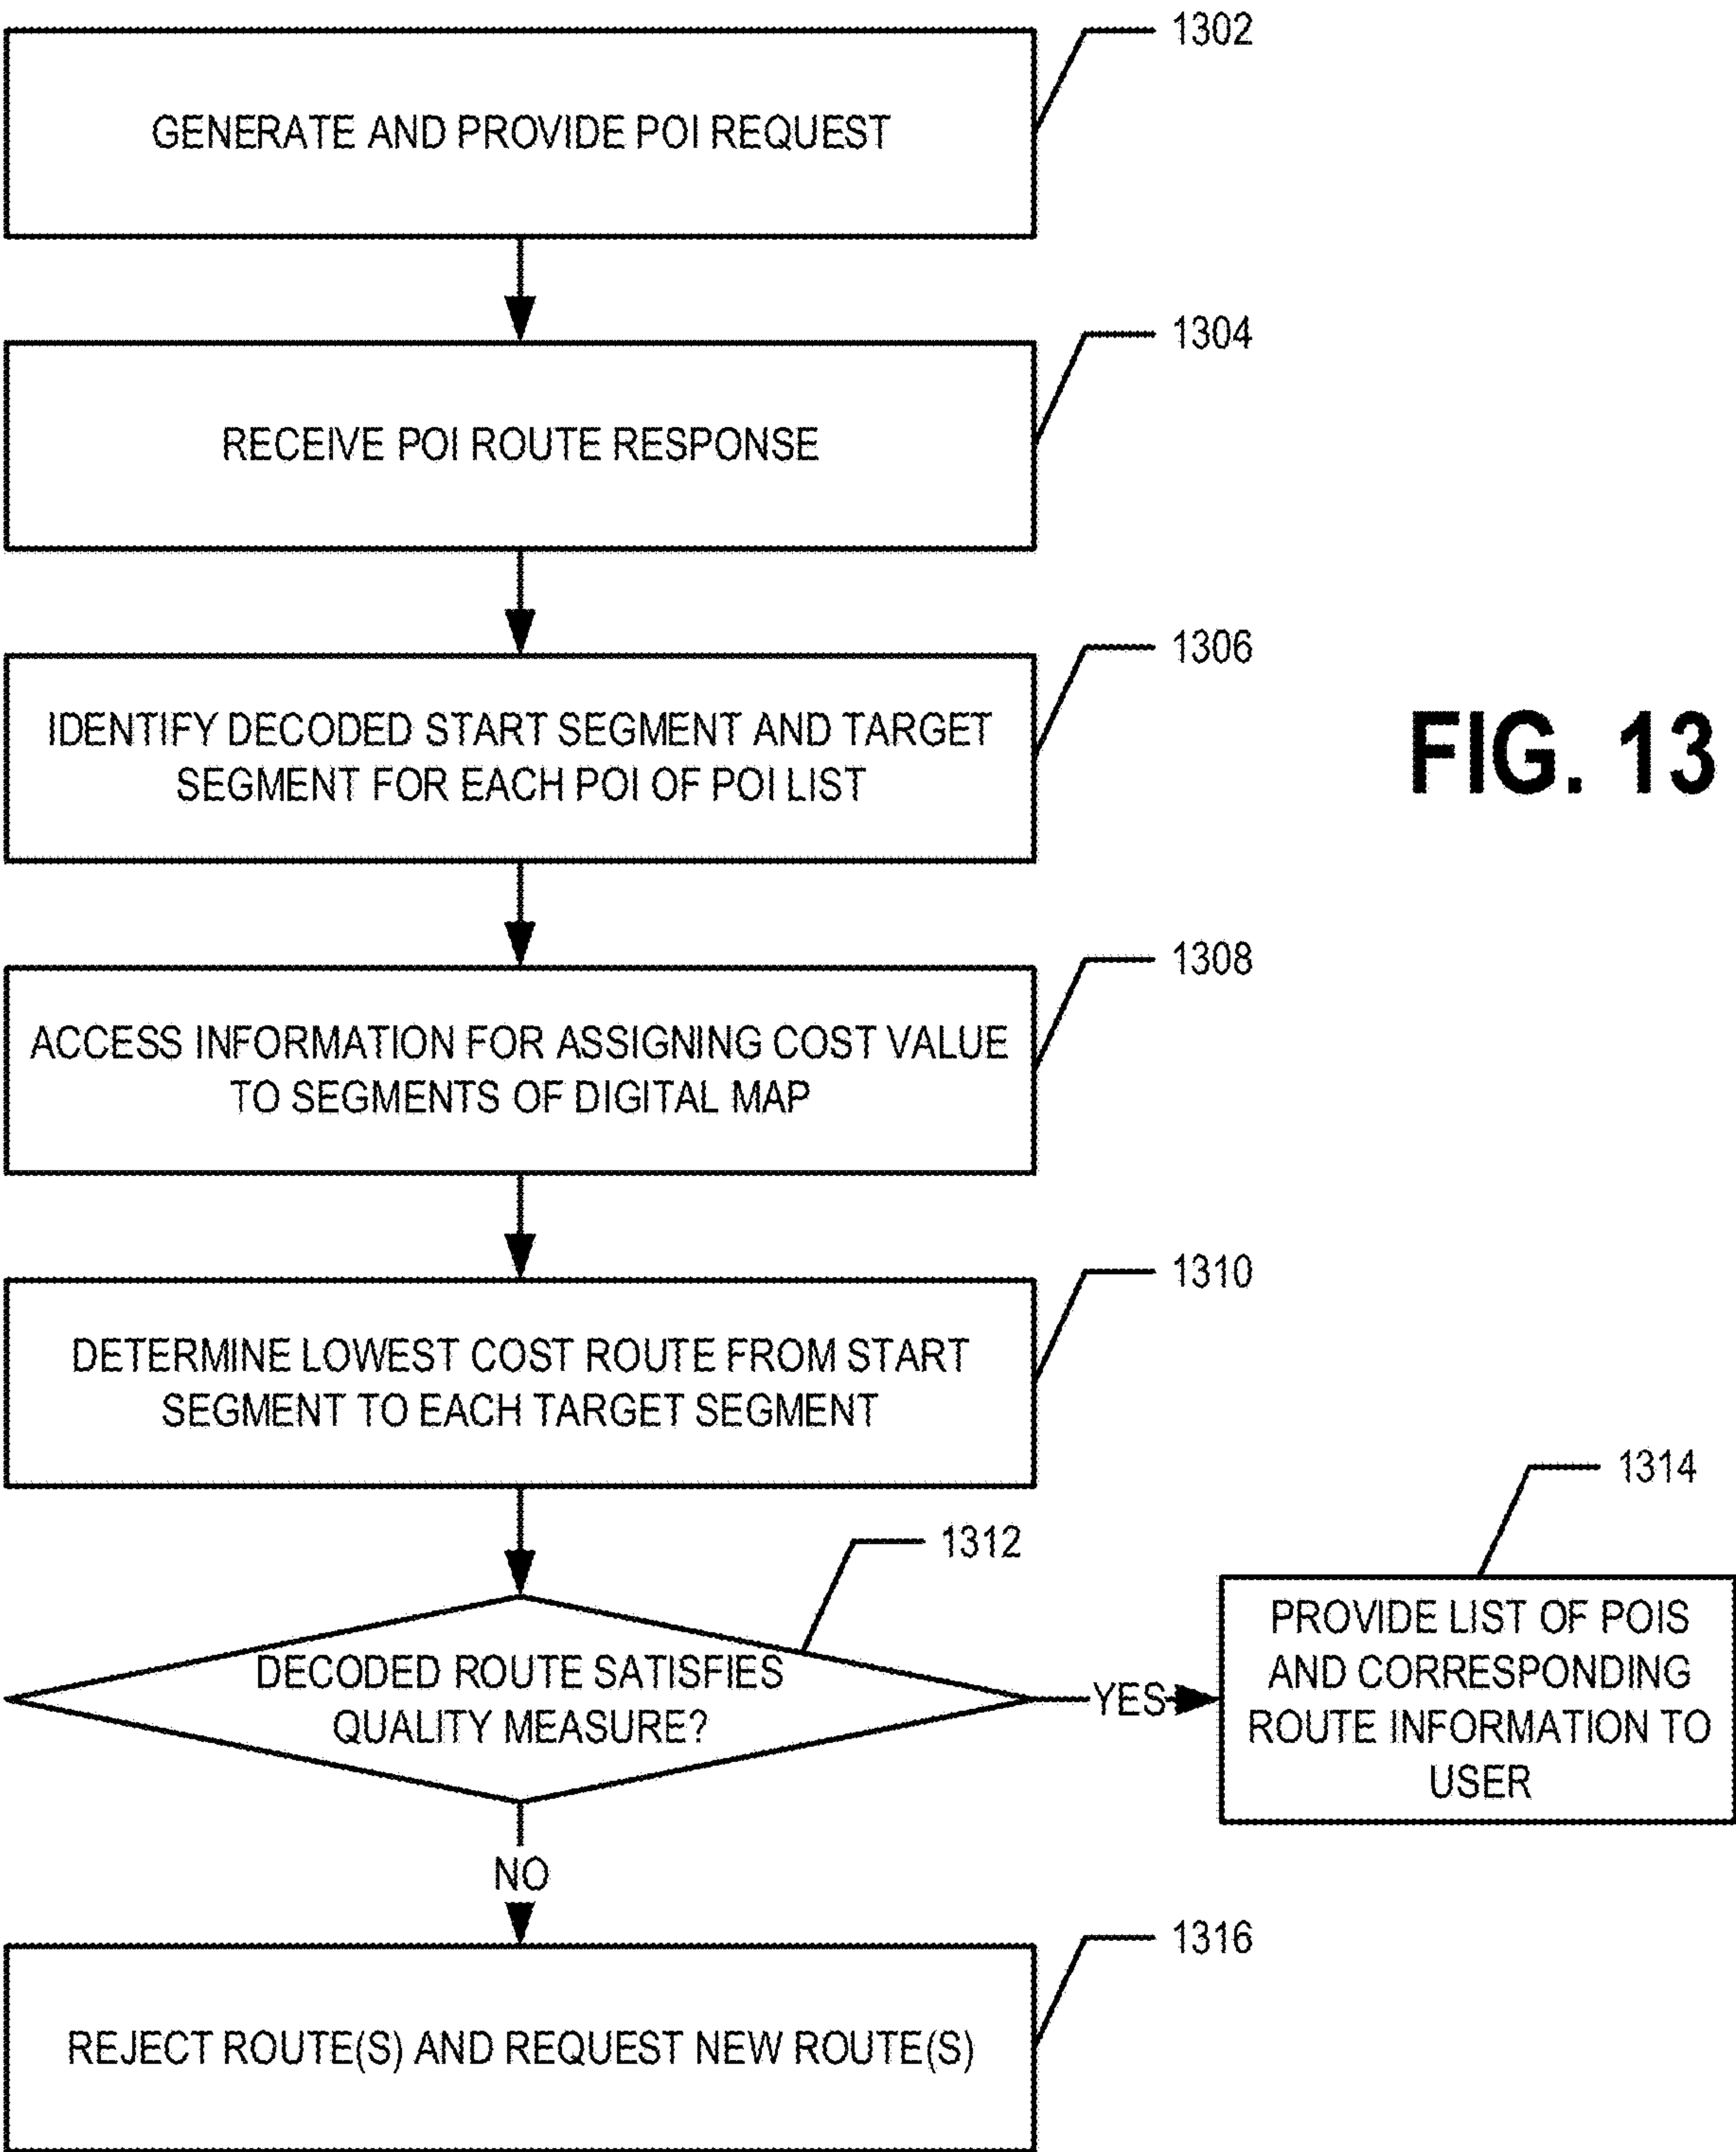 1302
GENERATE AND PROVIDE POI REQUEST
1304
RECEIVE POI ROUTE RESPONSE
1306
IDENTIFY DECODED START SEGMENT AND TARGET
SEGMENT FOR EACH POI OF POI LIST
FIG. 13
1308
ACCESS INFORMATION FOR ASSIGNING COST VALUE
TO SEGMENTS OF DIGITAL MAP
1310
DETERMINE LOWEST COST ROUTE FROM START
SEGMENT TO EACH TARGET SEGMENT
1312
DECODED ROUTE SATISFIES
QUALITY MEASURE?
YES
1314
PROVIDE LIST OF POIS
AND CORRESPONDING
ROUTE INFORMATION TO
USER
NO
1316
REJECT ROUTE(S) AND REQUEST NEW ROUTE(S)